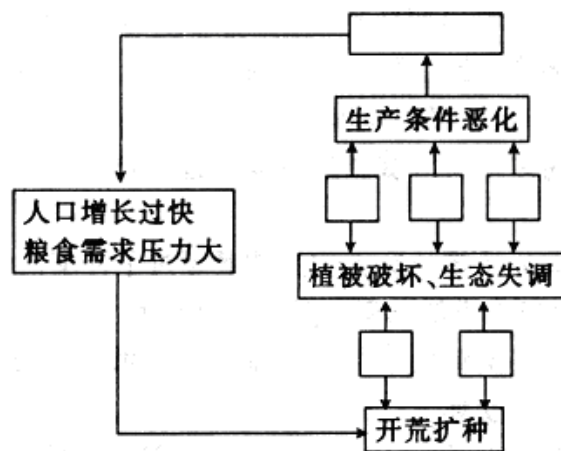 生产条件恶化
人口增长过快
粮食需求压力大
植被破坏、生态失调
开荒扩种